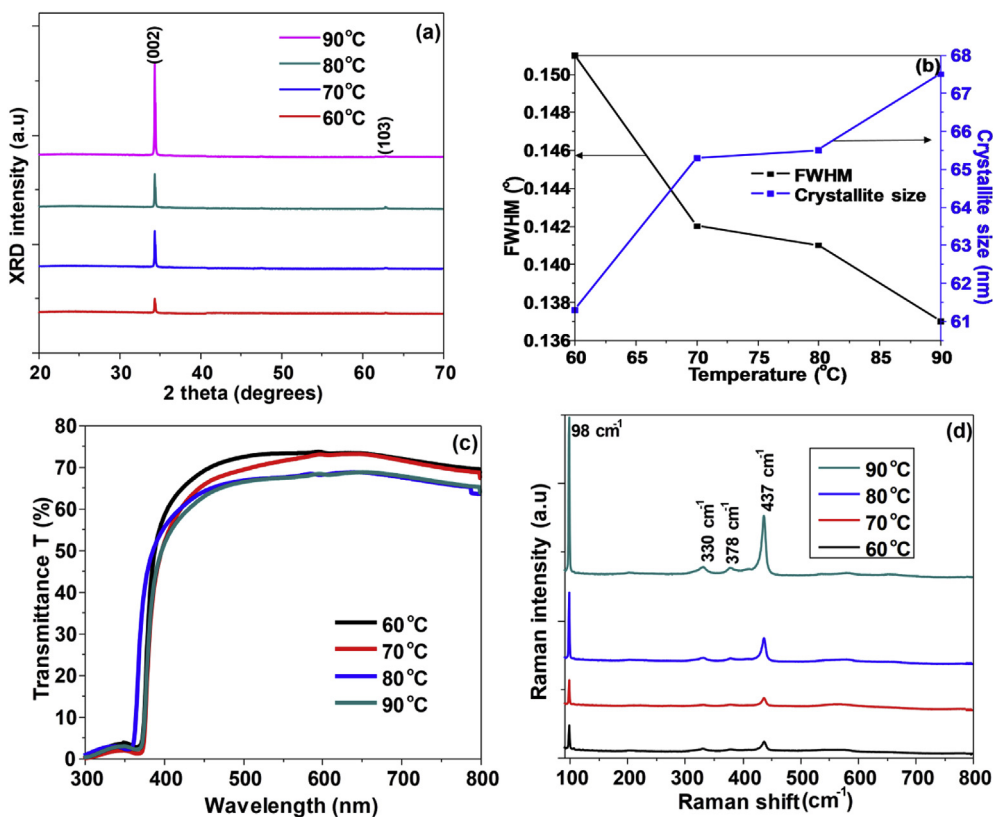 (a)
(002)
90°C
80°C
70°C
60°C
(103)
XRD intensity (a.u)
20 30 40 50 60 70
2 theta (degrees)
(b)
0.150
0.148
0.146
0.144
0.142
0.140
0.138
0.136
FWHM (°)
FWHM
Crystallite size
68
67
66
65
64
63
62
61
Crystallite size (nm)
60 65 70 75 80 85 90
Temperature (°C)
(c)
80
70
60
50
40
30
20
10
0
Transmittance T (%)
60°C
70°C
80°C
90°C
300 400 500 600 700 800
Wavelength (nm)
(d)
98 cm-1
330 cm-1
378 cm-1
437 cm-1
90°C
80°C
70°C
60°C
Raman intensity (a.u)
100 200 300 400 500 600 700 800
Raman shift(cm-1)